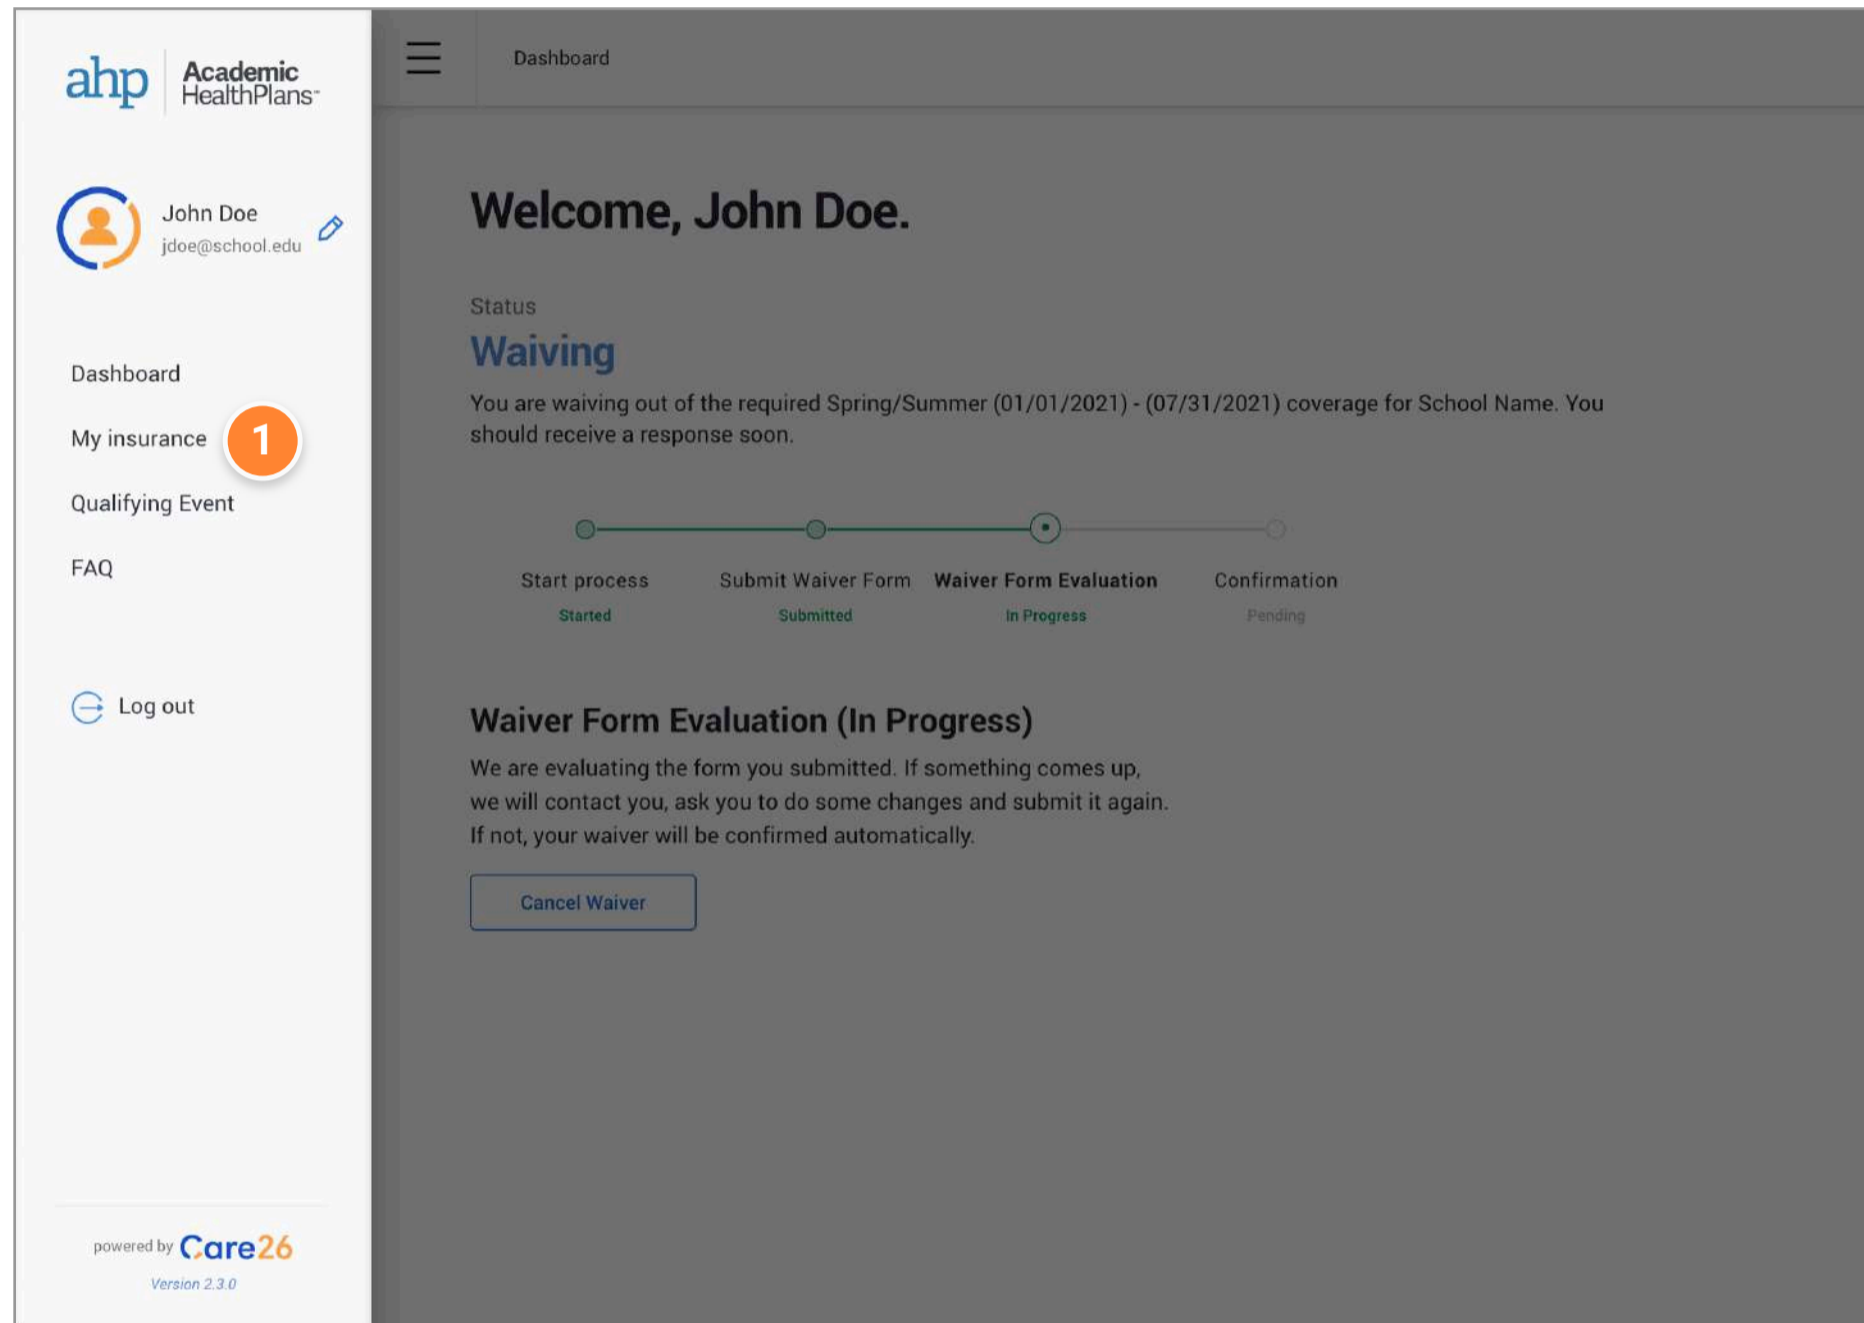 ahp Academic
HealthPlans
John Doe
jdoe@school.edu
Dashboard
My insurance 1
Qualifying Event
FAQ
Log out
powered by Care26
Version 2.3.0
Dashboard
Welcome, John Doe.
Status
Waiving
You are waiving out of the required Spring/Summer (01/01/2021) - (07/31/2021) coverage for School Name. You
should receive a response soon.
Start process Submit Waiver Form Waiver Form Evaluation Confirmation
Started Submitted In Progress Pending
Waiver Form Evaluation (In Progress)
We are evaluating the form you submitted. If something comes up,
we will contact you, ask you to do some changes and submit it again.
If not, your waiver will be confirmed automatically.
Cancel Waiver